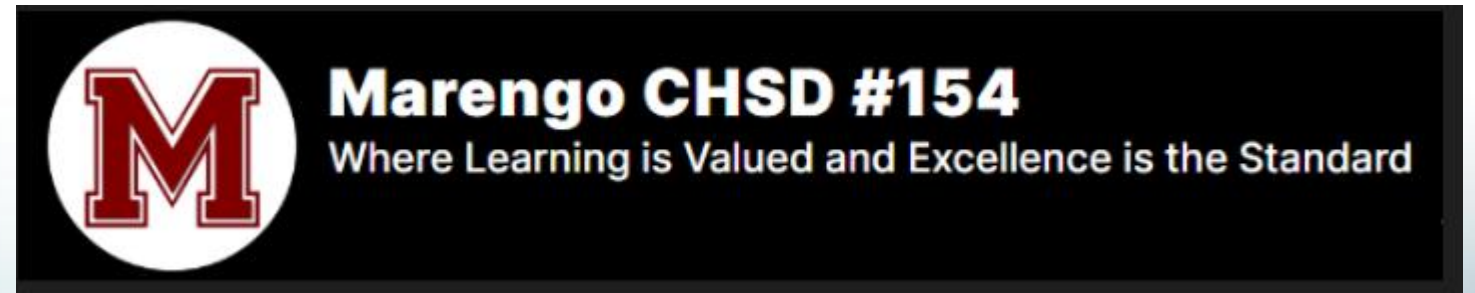 M
Marengo CHSD #154
Where Learning is Valued and Excellence is the Standard